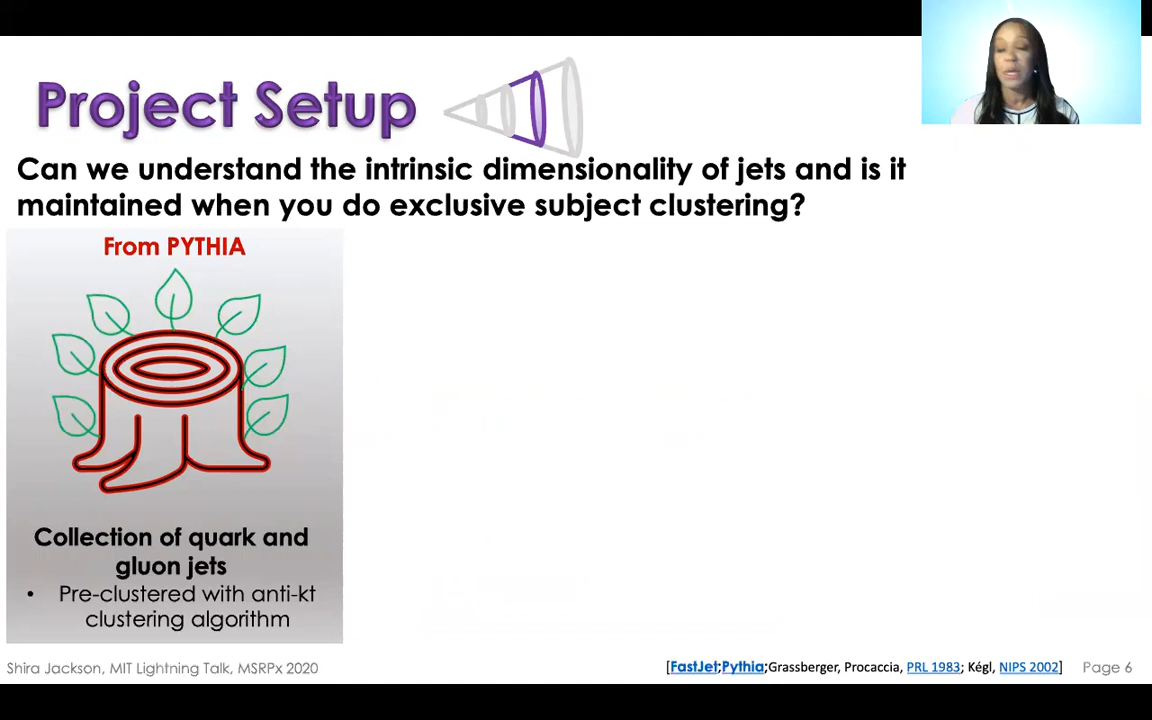 Project Setup
Can we understand the intrinsic dimensionality of jets and is it
maintained when you do exclusive subject clustering?
From PYTHIA
Collection of quark and
gluon jets
• Pre-clustered with anti-kt
clustering algorithm
Shira Jackson, MIT Lightning Talk, MSRPx 2020
[FastJet;Pythia;Grassberger, Procaccia, PRL 1983; Kégl, NIPS 2002]
Page 6